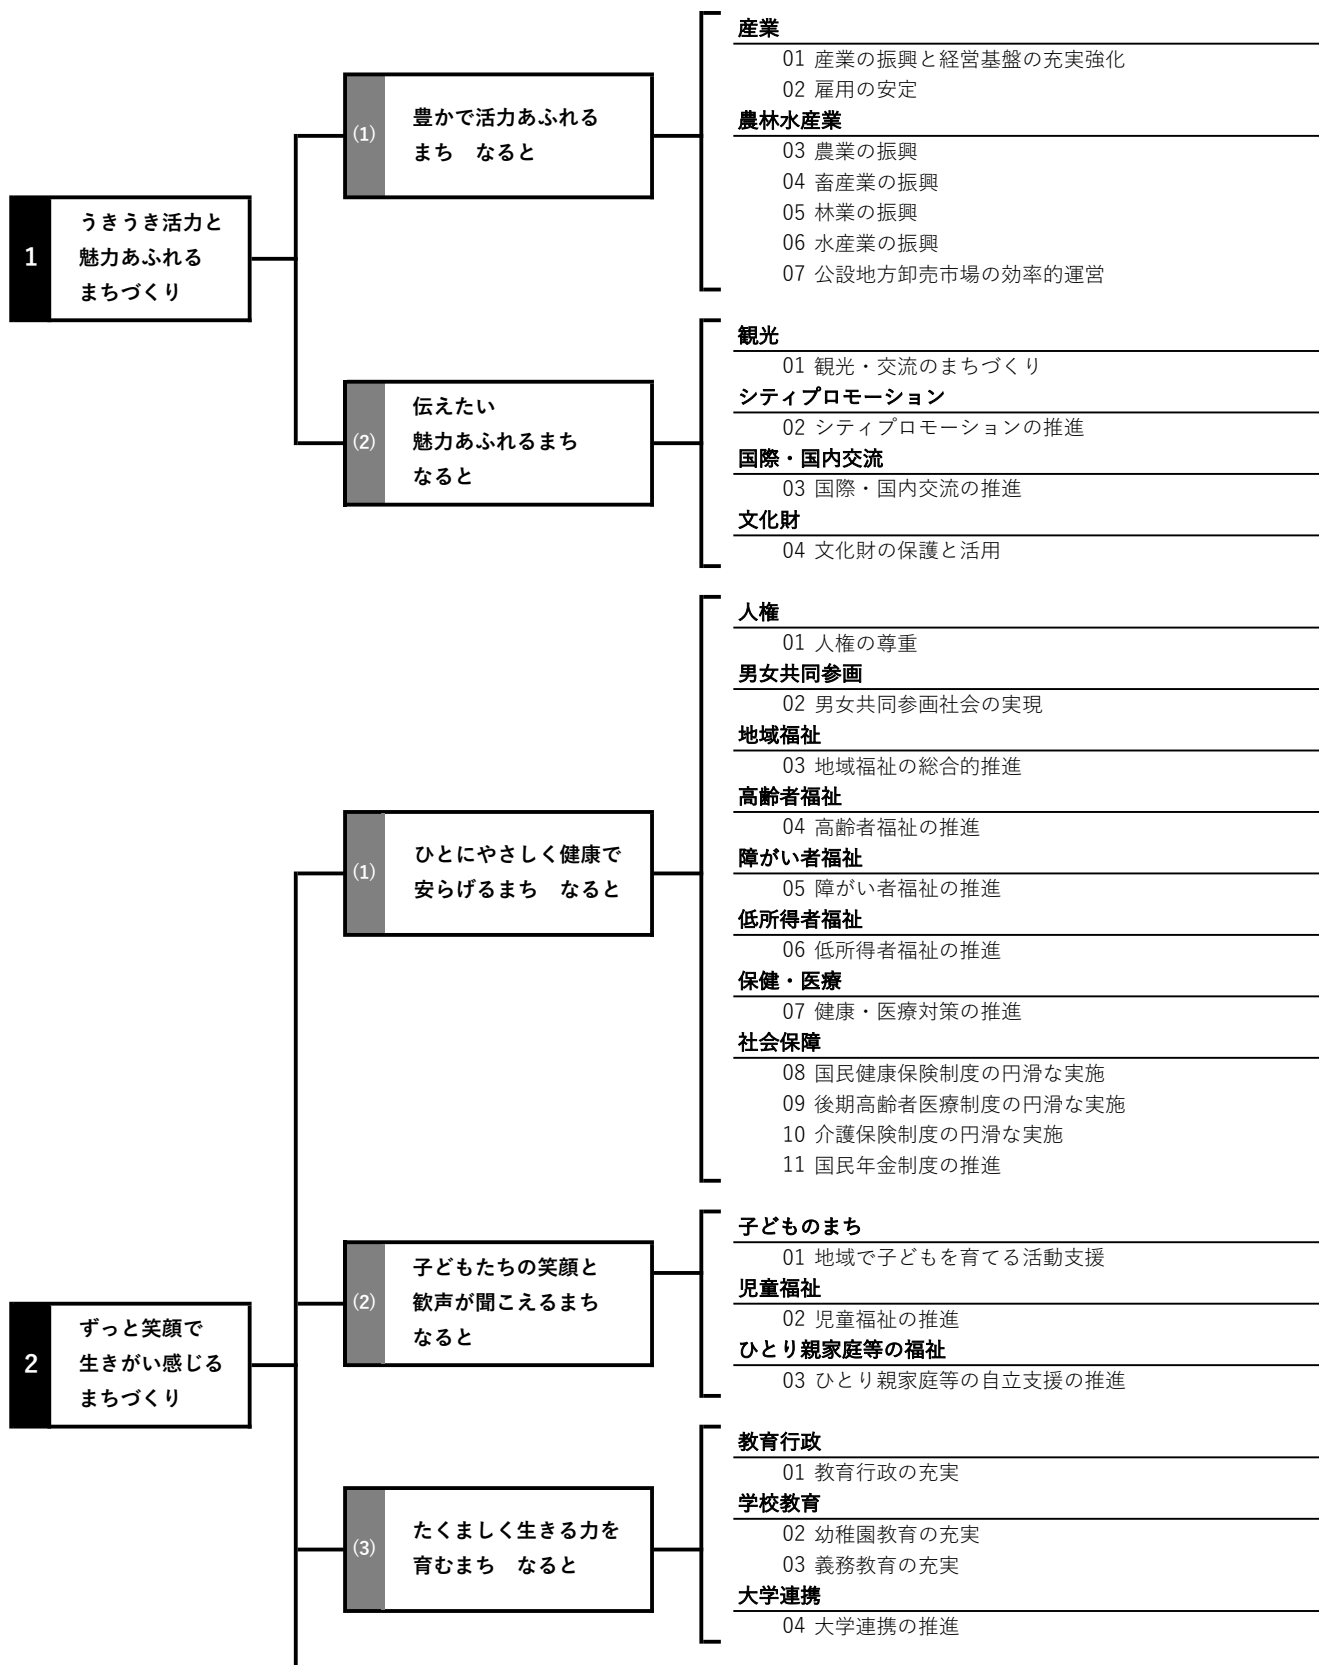 1
うきうき活力と
魅力あふれる
まちづくり
(1)
豊かで活力あふれる
まち　なると
産業
01 産業の振興と経営基盤の充実強化
02 雇用の安定
農林水産業
03 農業の振興
04 畜産業の振興
05 林業の振興
06 水産業の振興
07 公設地方卸売市場の効率的運営
(2)
伝えたい
魅力あふれるまち
なると
観光
01 観光・交流のまちづくり
シティプロモーション
02 シティプロモーションの推進
国際・国内交流
03 国際・国内交流の推進
文化財
04 文化財の保護と活用
2
ずっと笑顔で
生きがい感じる
まちづくり
(1)
ひとにやさしく健康で
安らげるまち　なると
人権
01 人権の尊重
男女共同参画
02 男女共同参画社会の実現
地域福祉
03 地域福祉の総合的推進
高齢者福祉
04 高齢者福祉の推進
障がい者福祉
05 障がい者福祉の推進
低所得者福祉
06 低所得者福祉の推進
保健・医療
07 健康・医療対策の推進
社会保障
08 国民健康保険制度の円滑な実施
09 後期高齢者医療制度の円滑な実施
10 介護保険制度の円滑な実施
11 国民年金制度の推進
(2)
子どもたちの笑顔と
歓声が聞こえるまち
なると
子どものまち
01 地域で子どもを育てる活動支援
児童福祉
02 児童福祉の推進
ひとり親家庭等の福祉
03 ひとり親家庭等の自立支援の推進
(3)
たくましく生きる力を
育むまち　なると
教育行政
01 教育行政の充実
学校教育
02 幼稚園教育の充実
03 義務教育の充実
大学連携
04 大学連携の推進